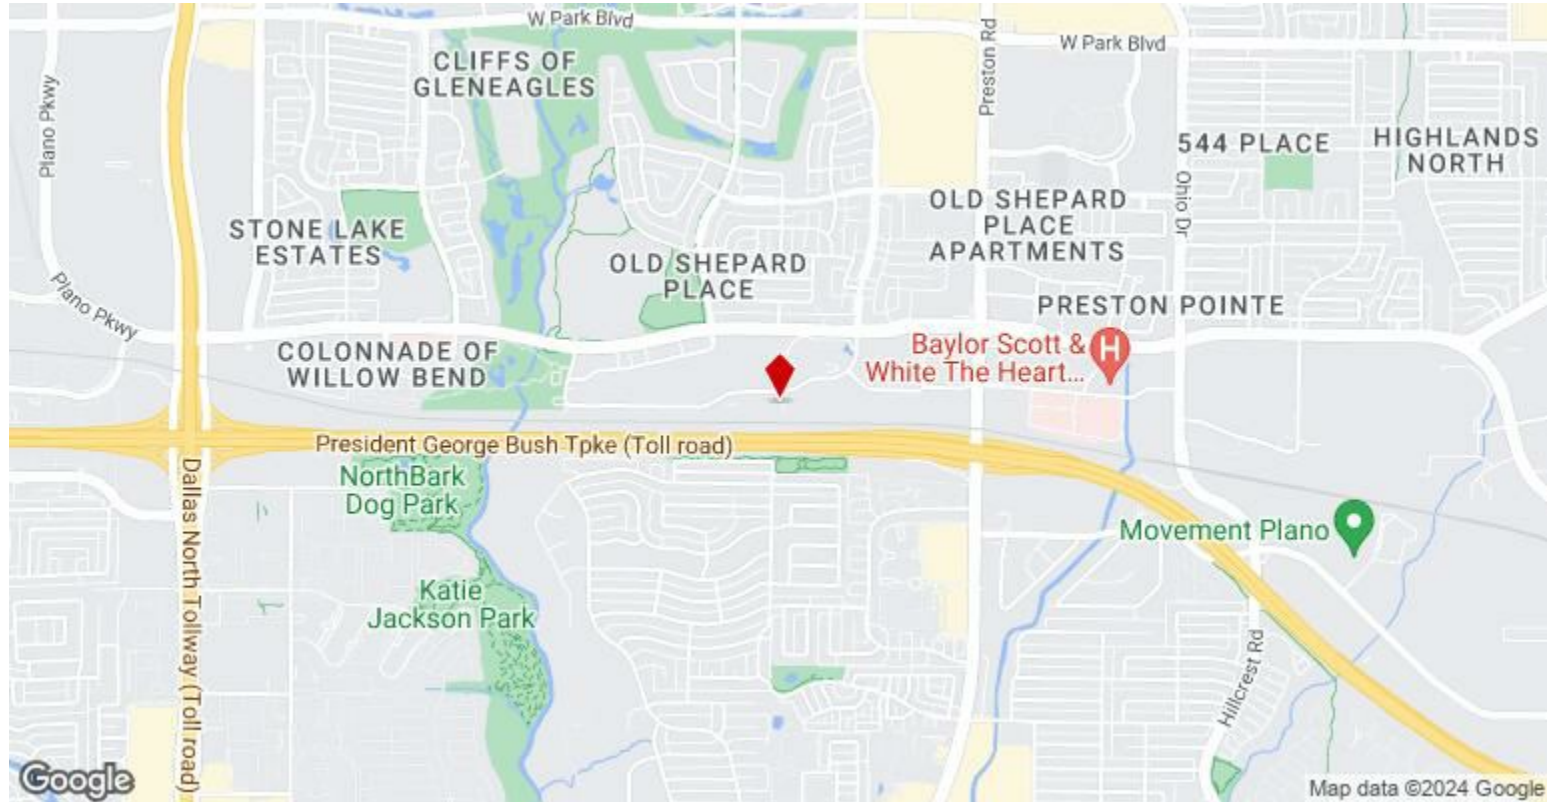 W Park Blvd
W Park Blvd
Preston Rd
CLIFFS OF
GLENEAGLES
Plano Pkwy
544 PLACE
HIGHLANDS
NORTH
Ohio Dr
OLD SHEPARD
PLACE
APARTMENTS
STONE LAKE
ESTATES
OLD SHEPARD
PLACE
Plano Pkwy
PRESTON POINTE
COLONNADE OF
WILLOW BEND
Baylor Scott &
White The Heart...
H
President George Bush Tpke (Toll road)
NorthBark
Dog Park
Dallas North Tollway (Toll road)
Movement Plano
Katie
Jackson Park
Hillcrest Rd
Google
Map data ©2024 Google